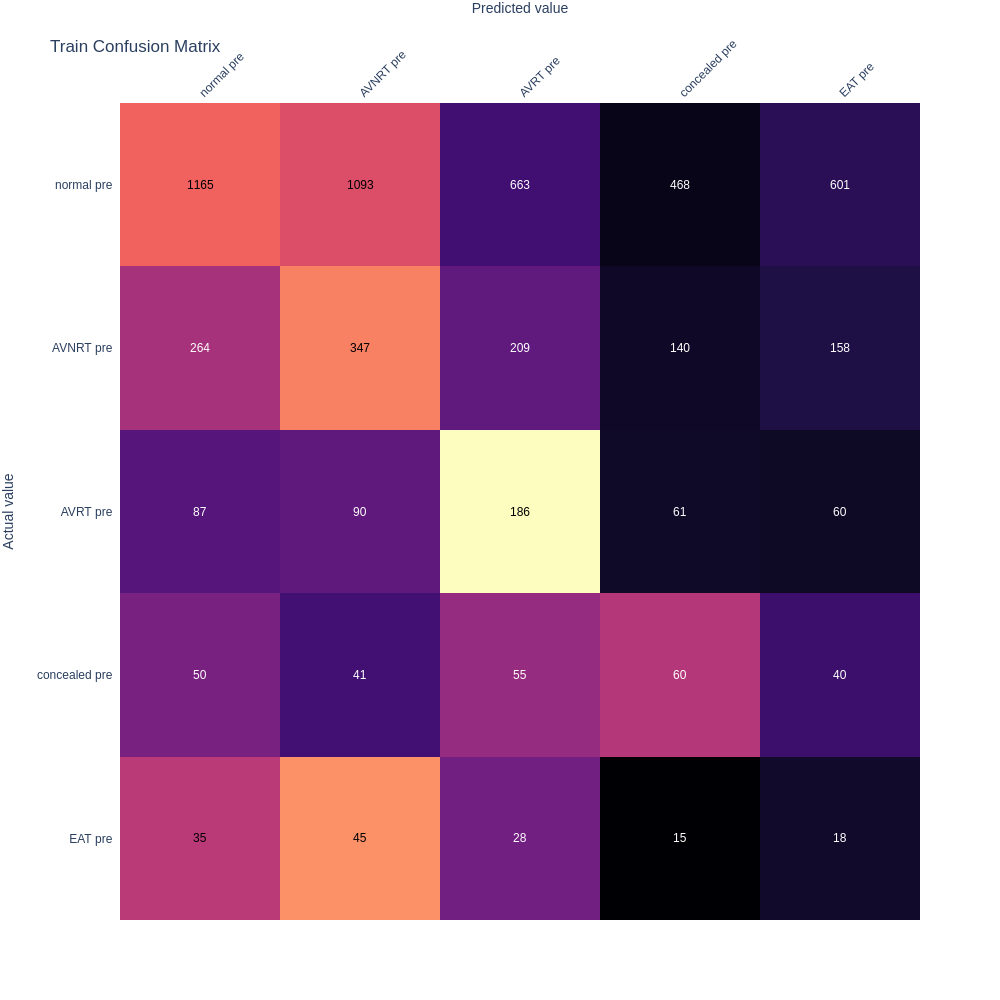 Predicted value
Train Confusion Matrix
normal pre
AVNRT pre
AVRT pre
concealed pre
EAT pre
normal pre 1165 1093 663 468 601
AVNRT pre 264 347 209 140 158
Actual value
AVRT pre 87 90 186 61 60
concealed pre 50 41 55 60 40
EAT pre 35 45 28 15 18